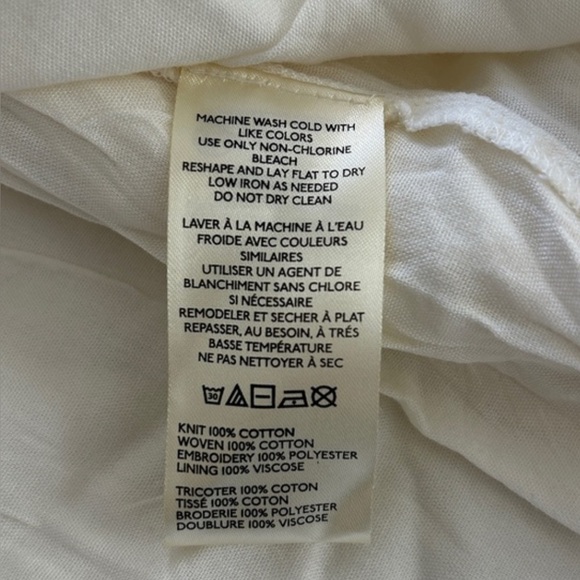 MACHINE WASH COLD WITH
LIKE COLORS
USE ONLY NON-CHLORINE
BLEACH
RESHAPE AND LAY FLAT TO DRY
LOW IRON AS NEEDED
DO NOT DRY CLEAN
LAVER À LA MACHINE À L'EAU
FROIDE AVEC COULEURS
SIMILAIRES
UTILISER UN AGENT DE
BLANCHIMENT SANS CHLORE
SI NÉCESSAIRE
REMODELER ET SECHER À PLAT
REPASSER, AU BESOIN, À TRÉS
BASSE TEMPÉRATURE
NE PAS NETTOYER À SEC
30
KNIT 100% COTTON
WOVEN 100% COTTON
EMBROIDERY 100% POLYESTER
LINING 100% VISCOSE
TRICOTER 100% COTON
TISSÉ 100% COTON
BRODERIE 100% POLYESTER
DOUBLURE 100% VISCOSE